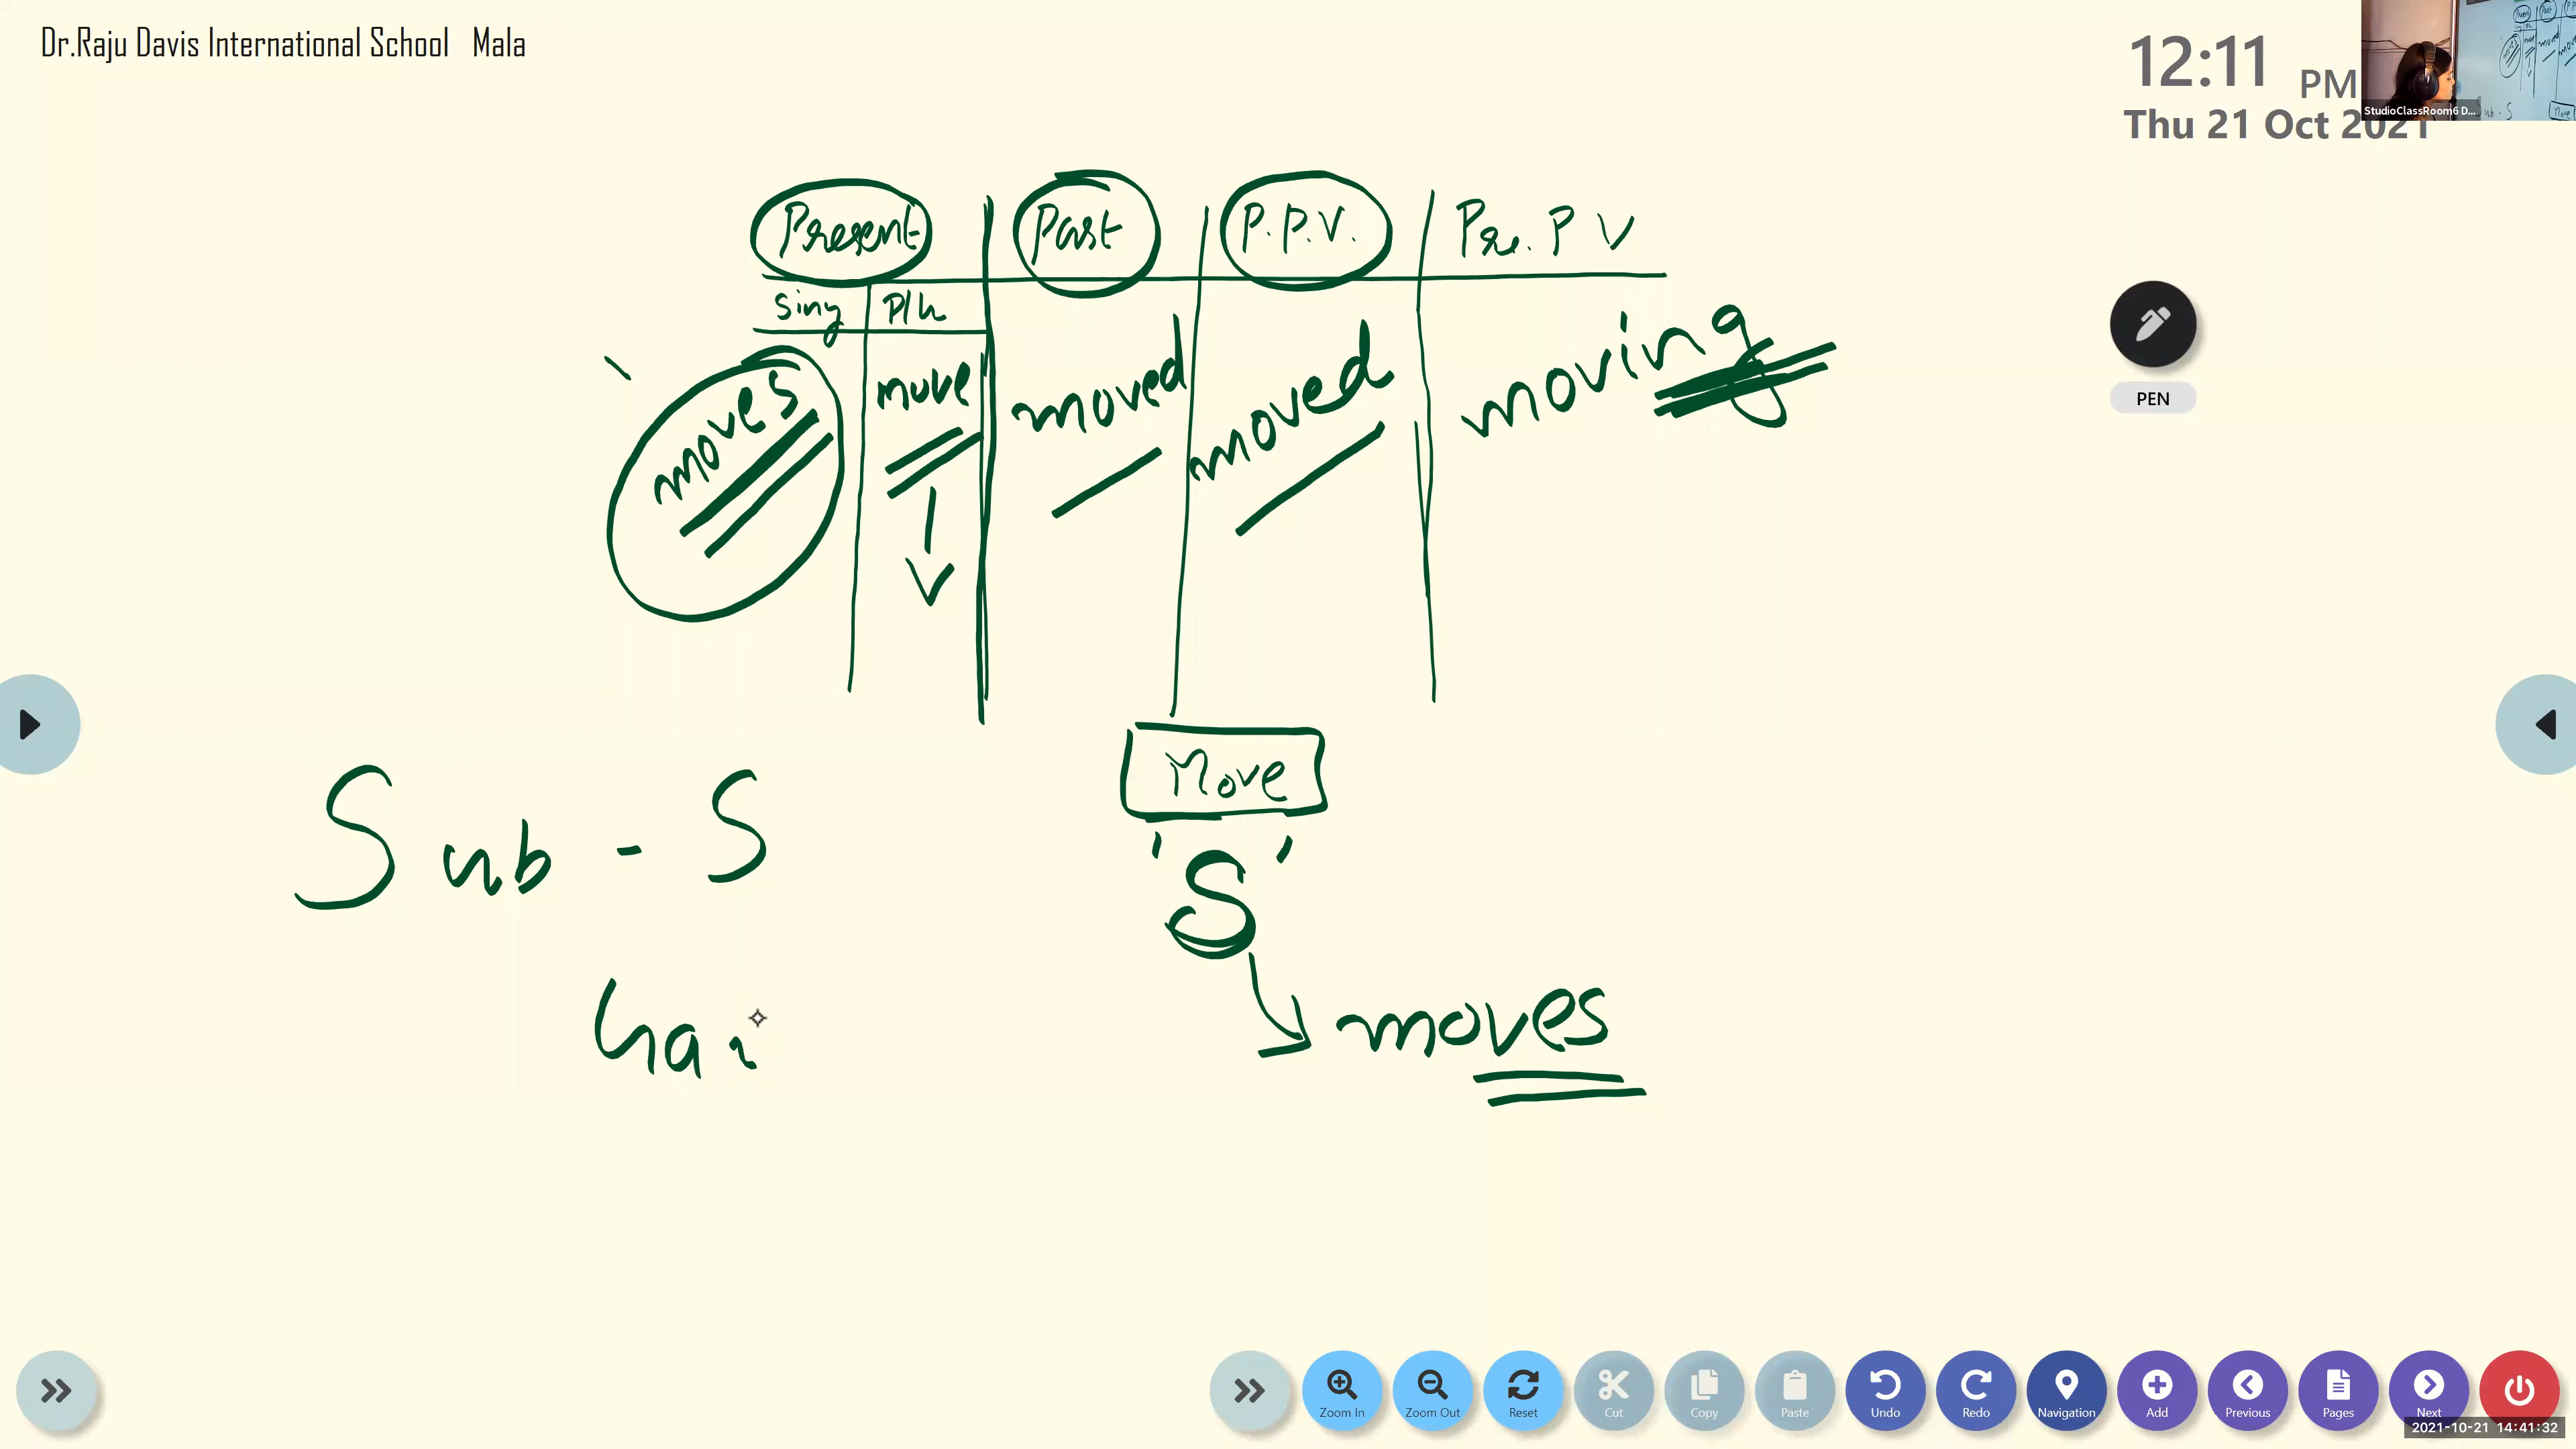 Dr.Raju Davis International School Mala
12:11 PM
Thu 21 Oct 2021
StudioClassRoom6 D...
Present Past P.P.V. Pre. P V
Sing Plu
moves move moved moved moving
PEN
Move
Sub - S
'S'
moves
Zoom In Zoom Out Reset Cut Copy Paste Undo Redo Navigation Add Previous Pages Next
2021-10-21 14:41:32